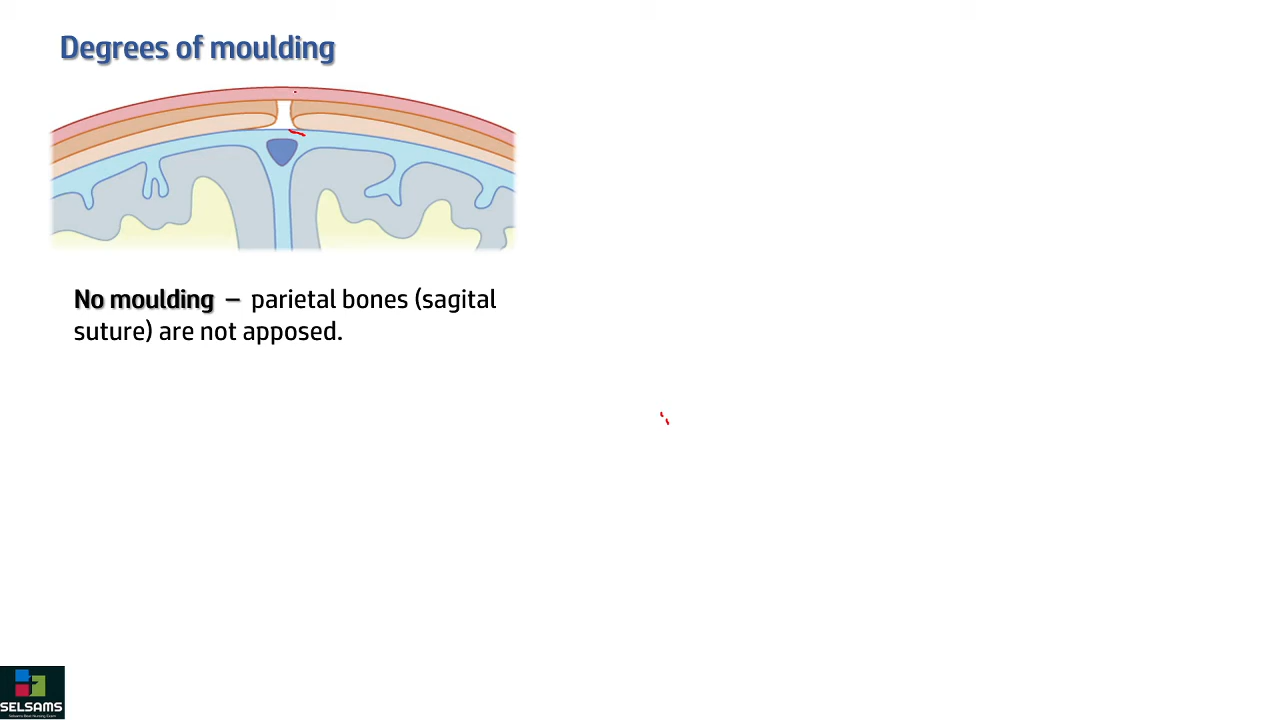 Degrees of moulding
No moulding – parietal bones (sagital
suture) are not apposed.
SELSAMS